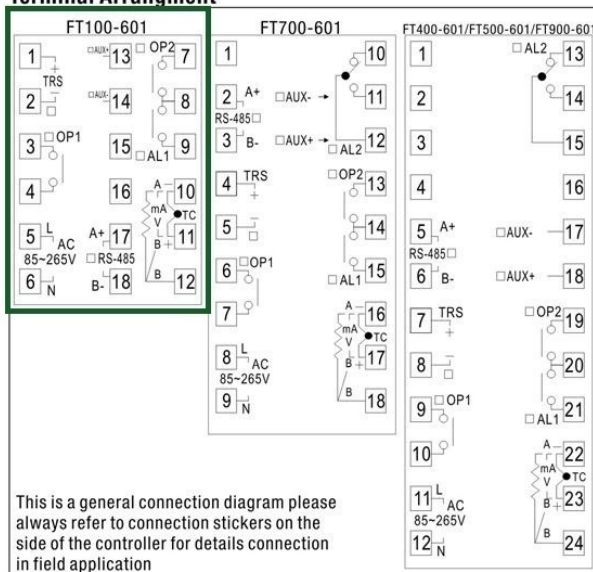 Terminal Arrangment
FT100-601
1 + □AUX+ 13 □ OP2 7
TRS
2 − □ □AUX- 14 8
3 □ OP1 15 □ AL1 9
4 16 A − 10
mA TC
V
5 L A+ 17 B + 11
AC □ RS-485
85~265V
6 N B- 18 B 12
FT700-601
1 10
2 A+ □AUX- → 11
RS-485□
3 B- □AUX+ → □ AL2 12
4 TRS □ OP2 13
+
5 − □ 14
6 □ OP1 □ AL1 15
7 A − 16
mA TC
V
8 L B + 17
AC
85~265V
9 N B 18
FT400-601/FT500-601/FT900-601
1 □ AL2 13
2 14
3 15
4 16
5 A+ □AUX- 17
RS-485□
6 B- □AUX+ 18
7 TRS □ OP2 19
+
8 − □ 20
9 □ OP1 □ AL1 21
10 A − 22
mA TC
V
11 L B + 23
AC
85~265V
12 N B 24
This is a general connection diagram please
always refer to connection stickers on the
side of the controller for details connection
in field application